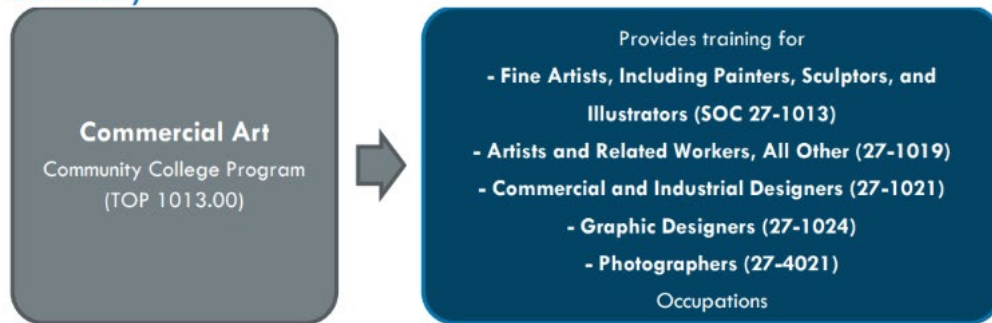 Commercial Art
Community College Program
(TOP 1013.00)
Provides training for
- Fine Artists, Including Painters, Sculptors, and
Illustrators (SOC 27-1013)
- Artists and Related Workers, All Other (27-1019)
- Commercial and Industrial Designers (27-1021)
- Graphic Designers (27-1024)
- Photographers (27-4021)
Occupations